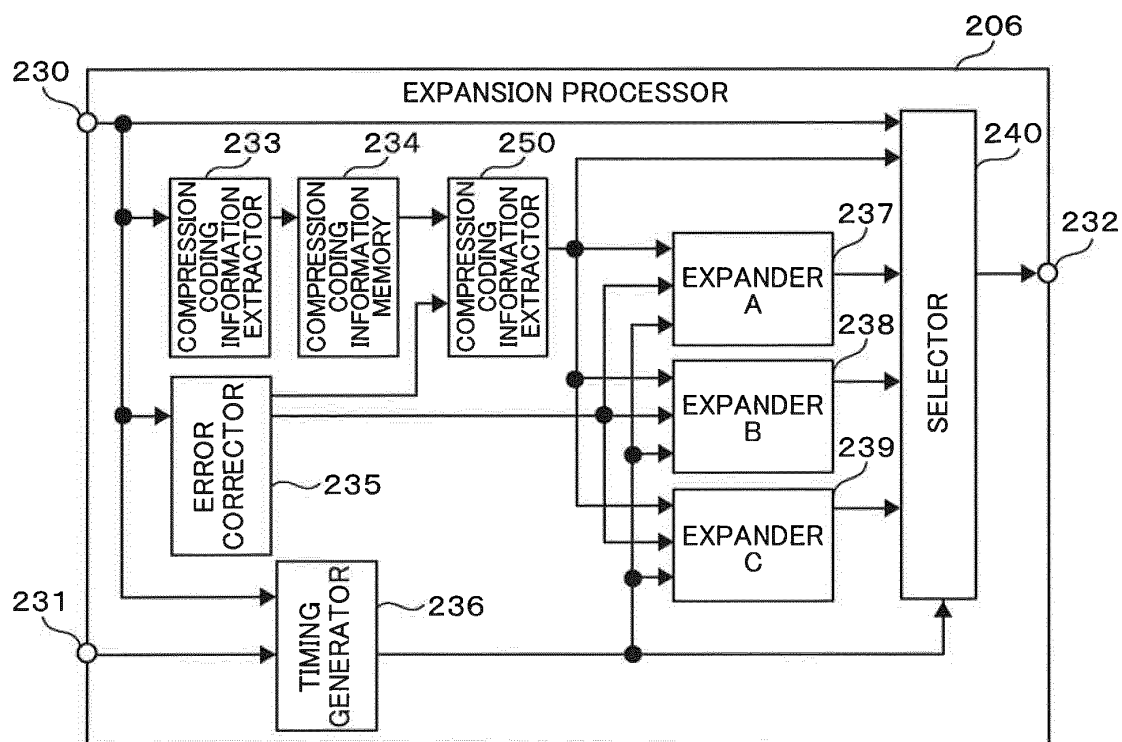 206
230
EXPANSION PROCESSOR
233
234
250
240
COMPRESSION
CODING
INFORMATION
EXTRACTOR
COMPRESSION
CODING
INFORMATION
MEMORY
COMPRESSION
CODING
INFORMATION
EXTRACTOR
237
232
EXPANDER
A
238
EXPANDER
B
SELECTOR
239
ERROR
CORRECTOR
235
EXPANDER
C
231
TIMING
GENERATOR
236